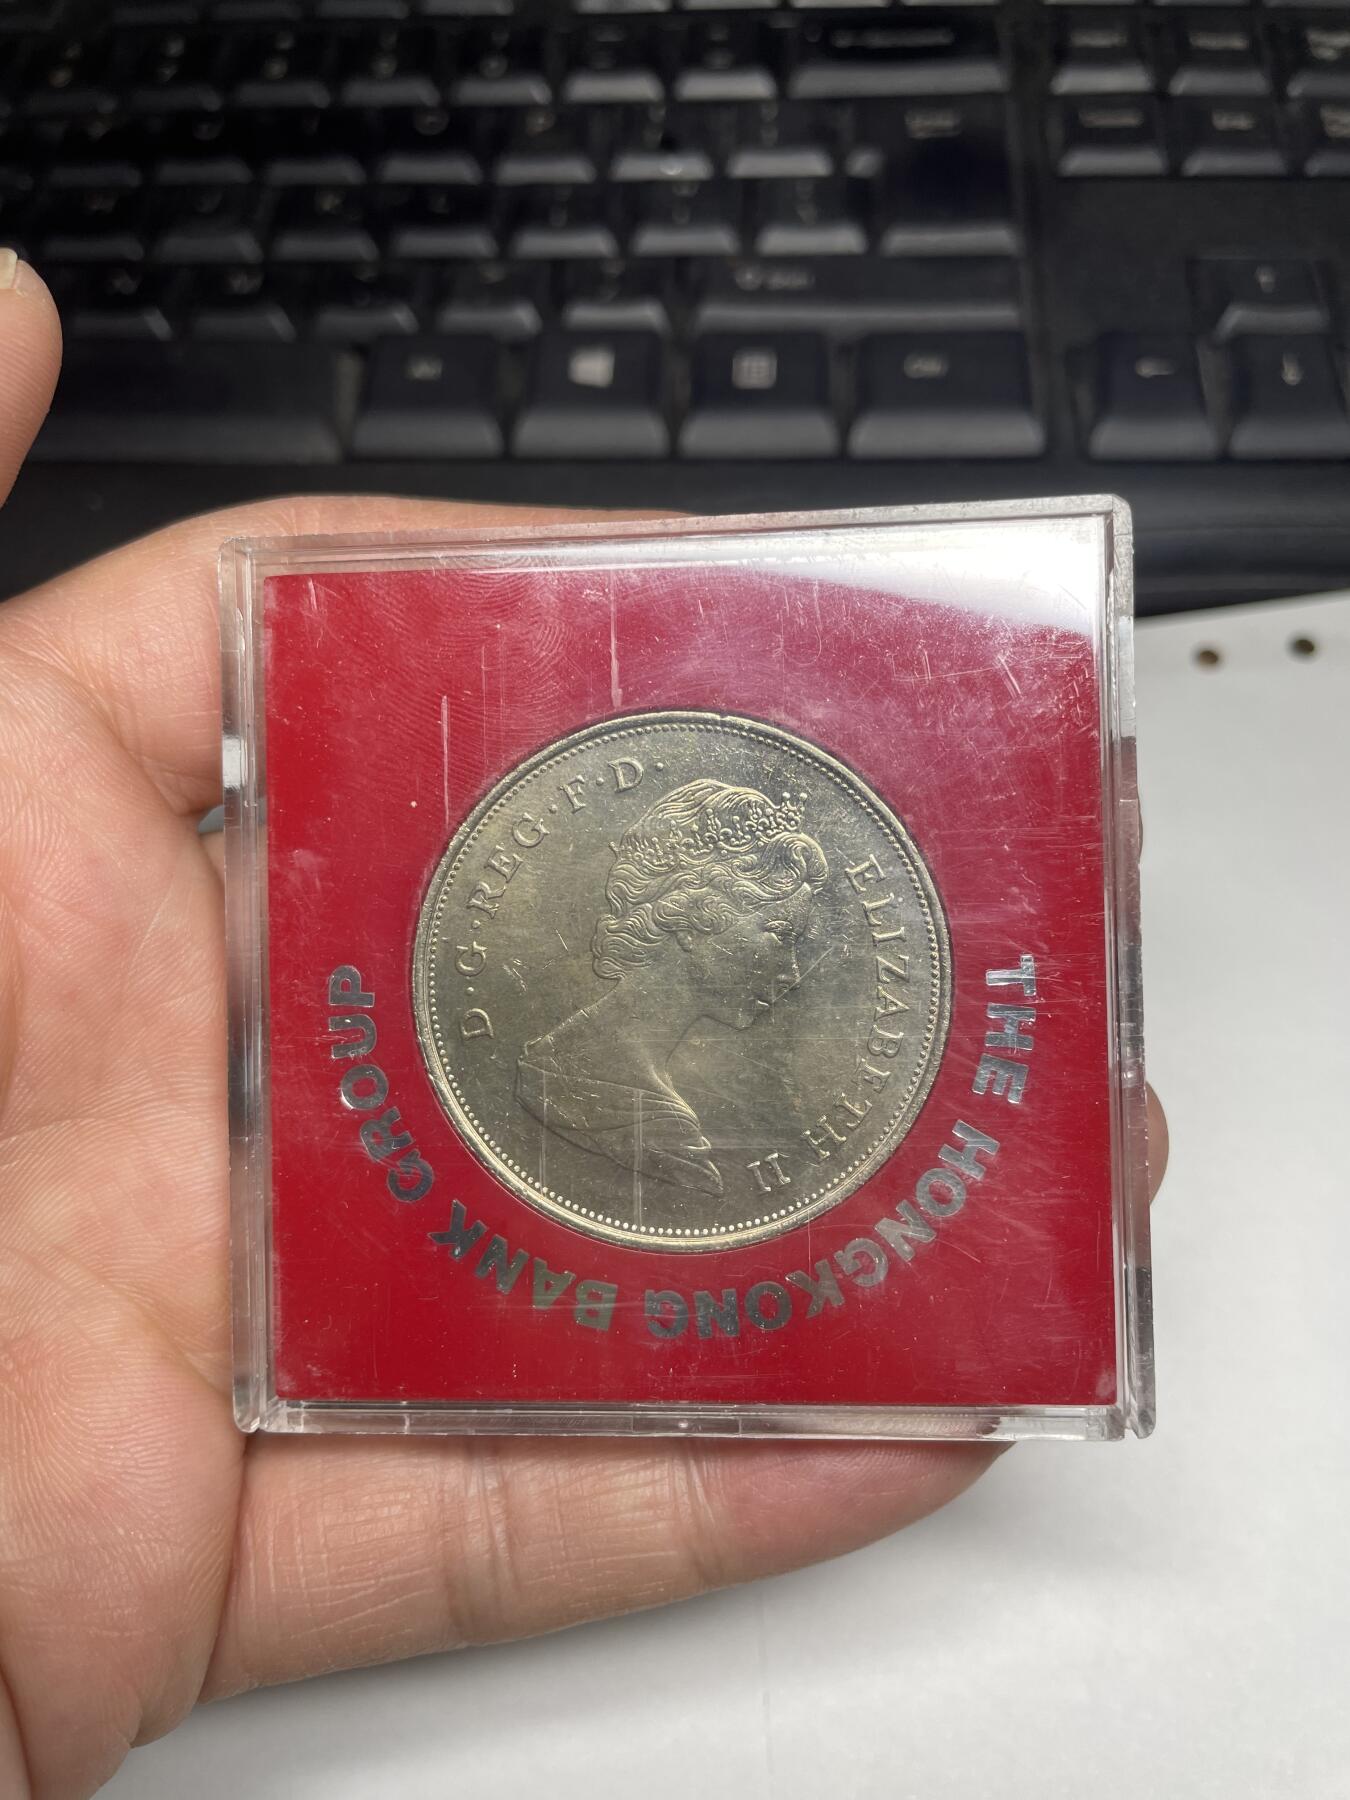 D·G·REG·F·D·
ELIZABETH II
THE HONGKONG BANK GROUP